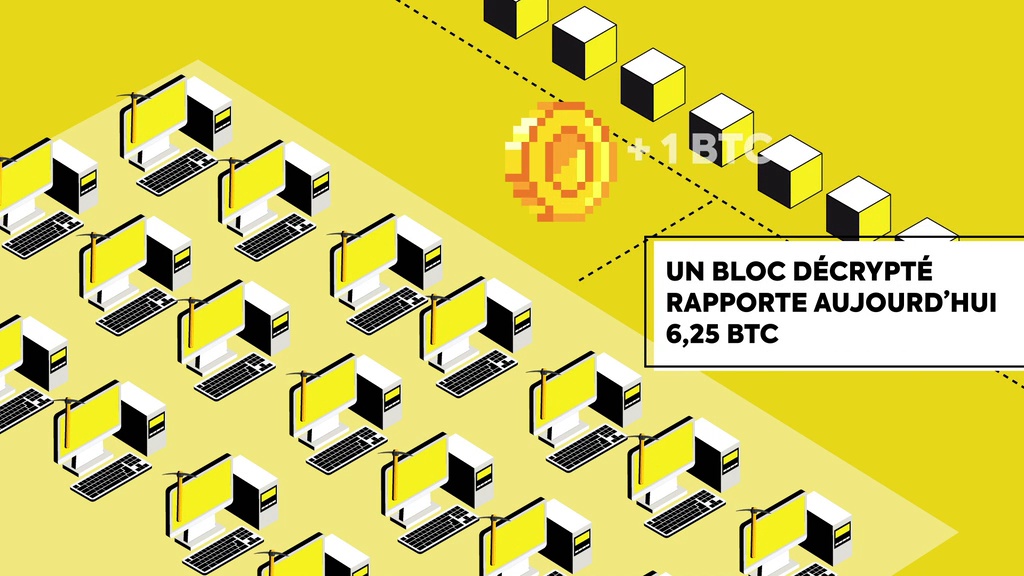 + 1 BTC
UN BLOC DÉCRYPTÉ
RAPPORTE AUJOURD'HUI
6,25 BTC